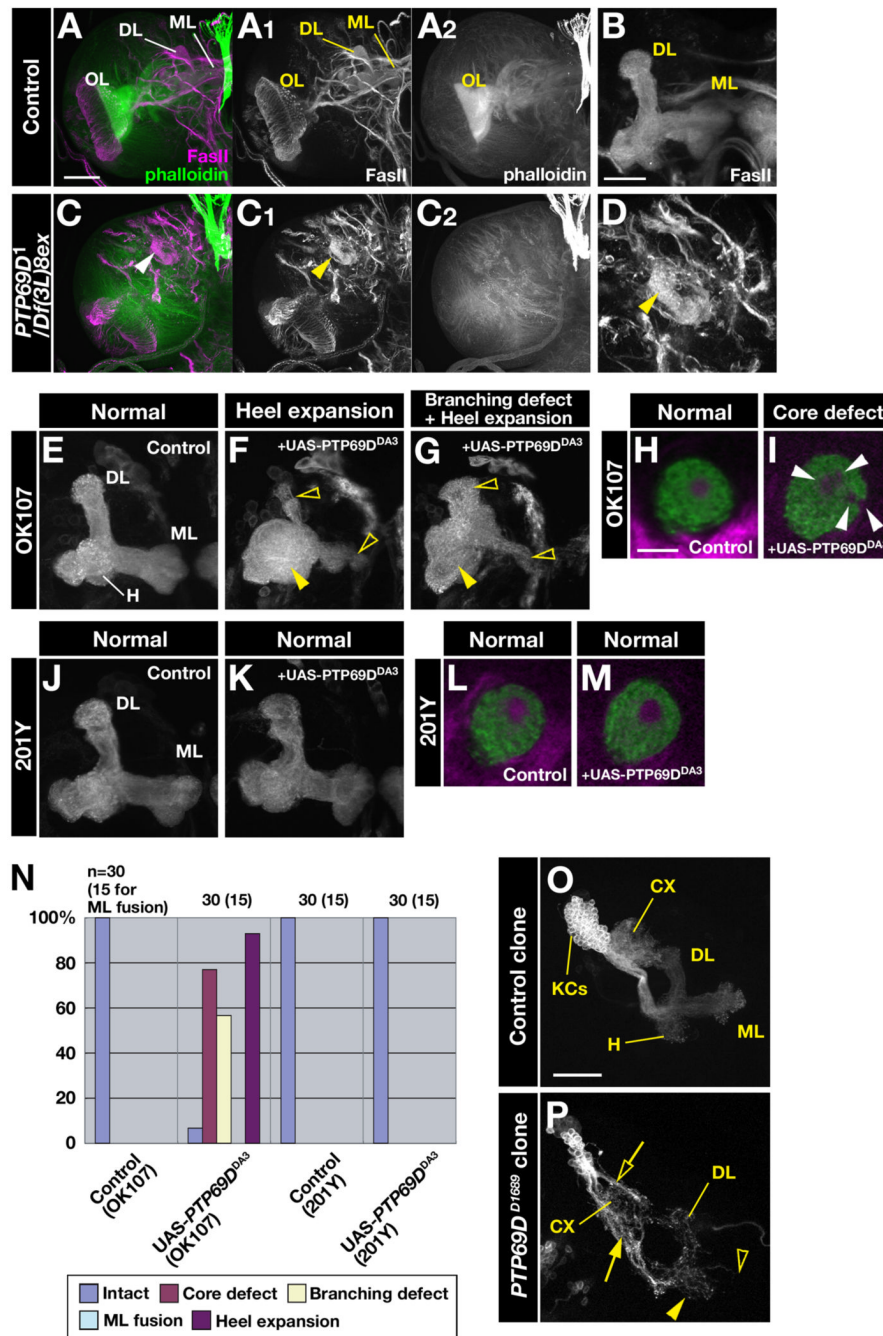 Control
A
DL
ML
OL
FasII
phalloidin
A1
DL
ML
OL
FasII
A2
OL
phalloidin
B
DL
ML
FasII
PTP69D1
/Df(3L)8ex
C
C1
C2
D
OK107
Normal
E
Control
DL
ML
H
Heel expansion
F
+UAS-PTP69DDA3
Branching defect
+ Heel expansion
G
+UAS-PTP69DDA3
OK107
Normal
H
Control
Core defect
I
+UAS-PTP69DDA3
201Y
Normal
J
Control
DL
ML
Normal
K
+UAS-PTP69DDA3
201Y
Normal
L
Control
Normal
M
+UAS-PTP69DDA3
N
n=30
(15 for
ML fusion)
30 (15)
30 (15)
30 (15)
100%
80
60
40
20
0
Control
(OK107)
UAS-PTP69DDA3
(OK107)
Control
(201Y)
UAS-PTP69DDA3
(201Y)
Intact
Core defect
Branching defect
ML fusion
Heel expansion
Control clone
O
CX
DL
KCs
ML
H
PTP69D D1689 clone
P
DL
CX